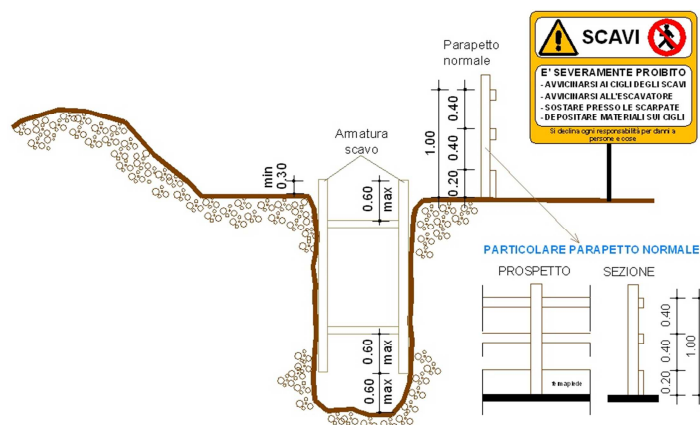 SCAVI
E' SEVERAMENTE PROIBITO
- AVVICINARSI AI CIGLI DEGLI SCAVI
- AVVICINARSI ALL'ESCAVATORE
- SOSTARE PRESSO LE SCARPATE
- DEPOSITARE MATERIALI SUI CIGLI
Si declina ogni responsabilità per danni a
persone e cose
Parapetto
normale
1.00
0.40
0.40
0.20
Armatura
scavo
min
0.30
0.60
max
0.60
max
0.60
max
PARTICOLARE PARAPETTO NORMALE
PROSPETTO
SEZIONE
fermapiede
0.40
0.40
0.20
1.00